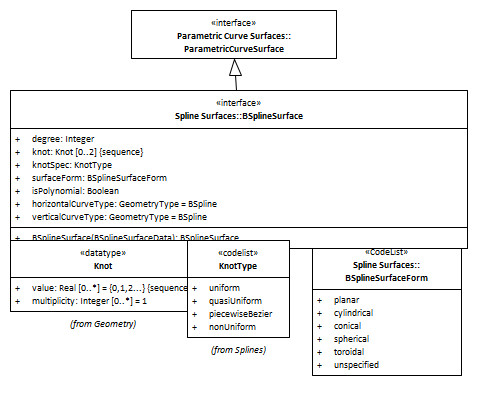 «interface»
Parametric Curve Surfaces::
ParametricCurveSurface
«interface»
Spline Surfaces::BSplineSurface
+ degree: Integer
+ knot: Knot [0..2] {sequence}
+ knotSpec: KnotType
+ surfaceForm: BSplineSurfaceForm
+ isPolynomial: Boolean
+ horizontalCurveType: GeometryType = BSpline
+ verticalCurveType: GeometryType = BSpline
+ BSplineSurface(BSplineSurfaceData): BSplineSurface
«datatype»
Knot
+ value: Real [0..*] = {0,1,2...} {sequence
+ multiplicity: Integer [0..*] = 1
(from Geometry)
«codelist»
KnotType
+ uniform
+ quasiUniform
+ piecewiseBezier
+ nonUniform
(from Splines)
«CodeList»
Spline Surfaces::
BSplineSurfaceForm
+ planar
+ cylindrical
+ conical
+ spherical
+ toroidal
+ unspecified